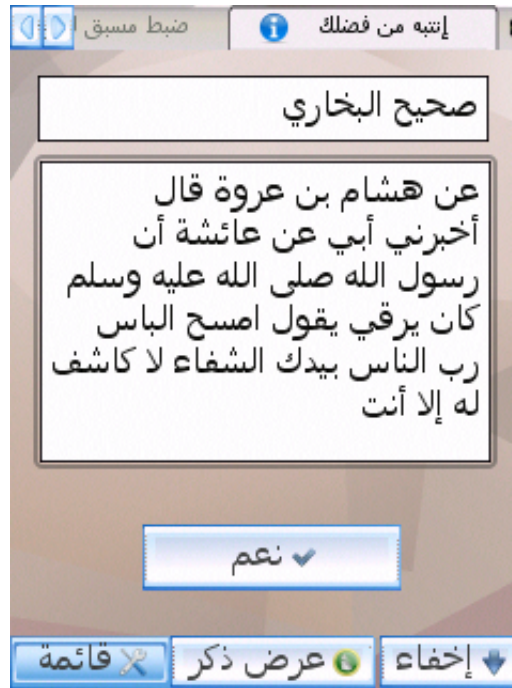 إنتبه من فضلك
ضبط مسبق
صحيح البخاري
عن هشام بن عروة قال
أخبرني أبي عن عائشة أن
رسول الله صلى الله عليه وسلم
كان يرقي يقول امسح الباس
رب الناس بيدك الشفاء لا كاشف
له إلا أنت
نعم
إخفاء
عرض ذكر
قائمة